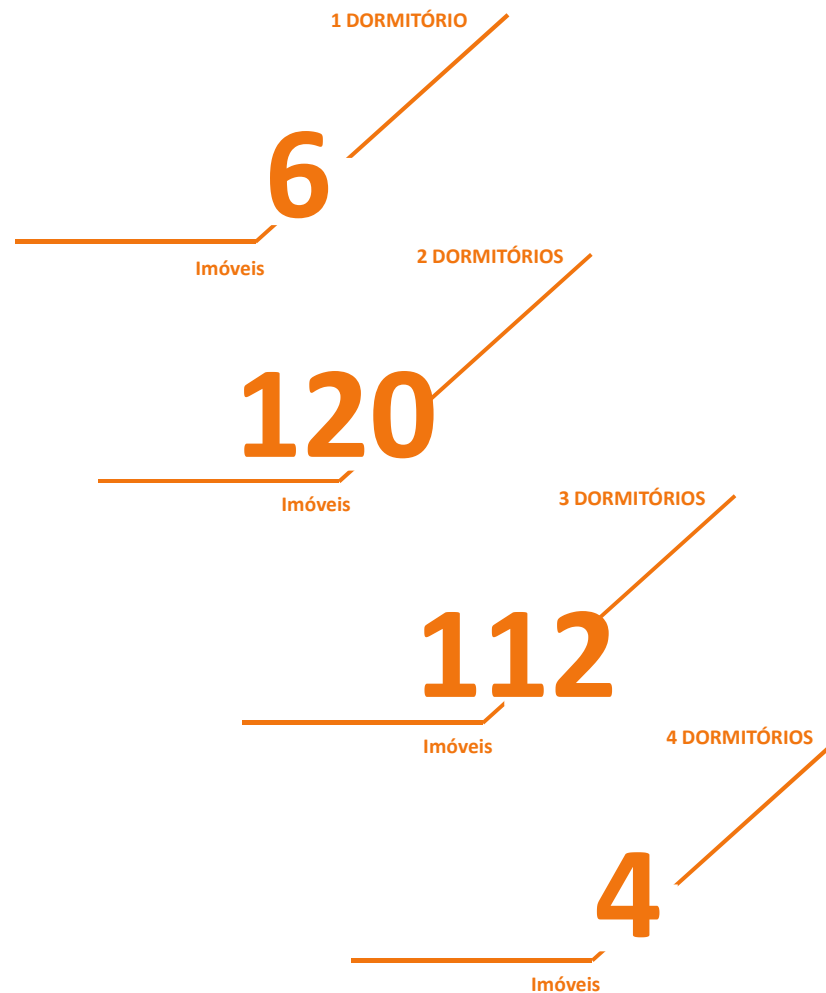 1 DORMITÓRIO
6
Imóveis
2 DORMITÓRIOS
120
Imóveis
3 DORMITÓRIOS
112
Imóveis
4 DORMITÓRIOS
4
Imóveis